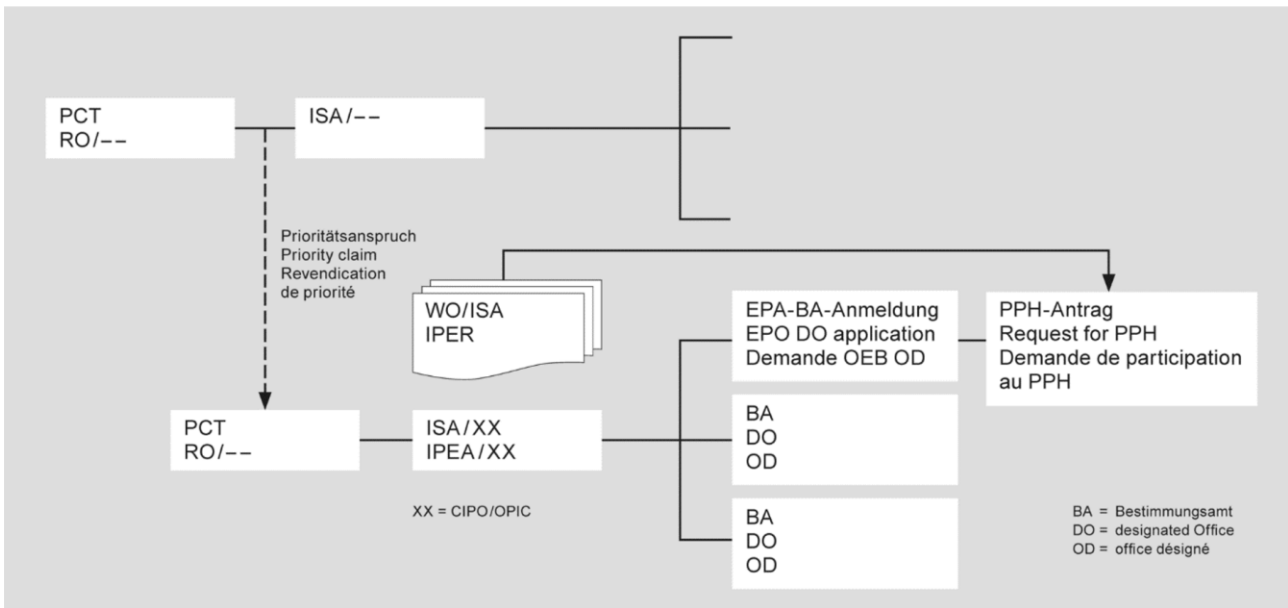 PCT
RO/––
ISA/––
Prioritätsanspruch
Priority claim
Revendication
de priorité
WO/ISA
IPER
EPA-BA-Anmeldung
EPO DO application
Demande OEB OD
PPH-Antrag
Request for PPH
Demande de participation
au PPH
PCT
RO/––
ISA/XX
IPEA/XX
BA
DO
OD
XX = CIPO/OPIC
BA
DO
OD
BA = Bestimmungsamt
DO = designated Office
OD = office désigné